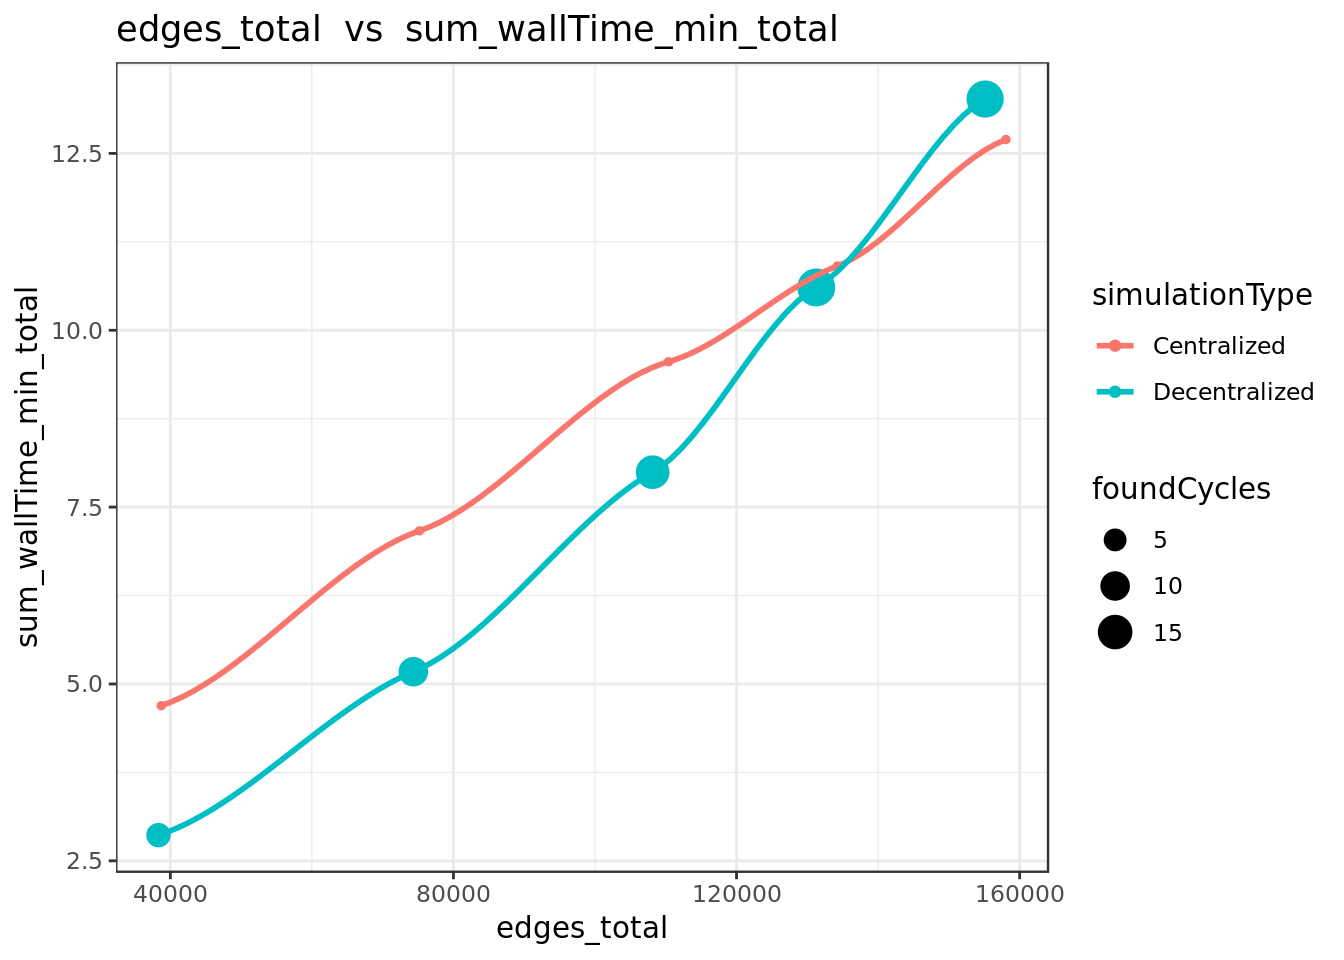 edges_total vs sum_wallTime_min_total
sum_wallTime_min_total
12.5
10.0
7.5
5.0
2.5
40000
80000
120000
160000
edges_total
simulationType
Centralized
Decentralized
foundCycles
5
10
15